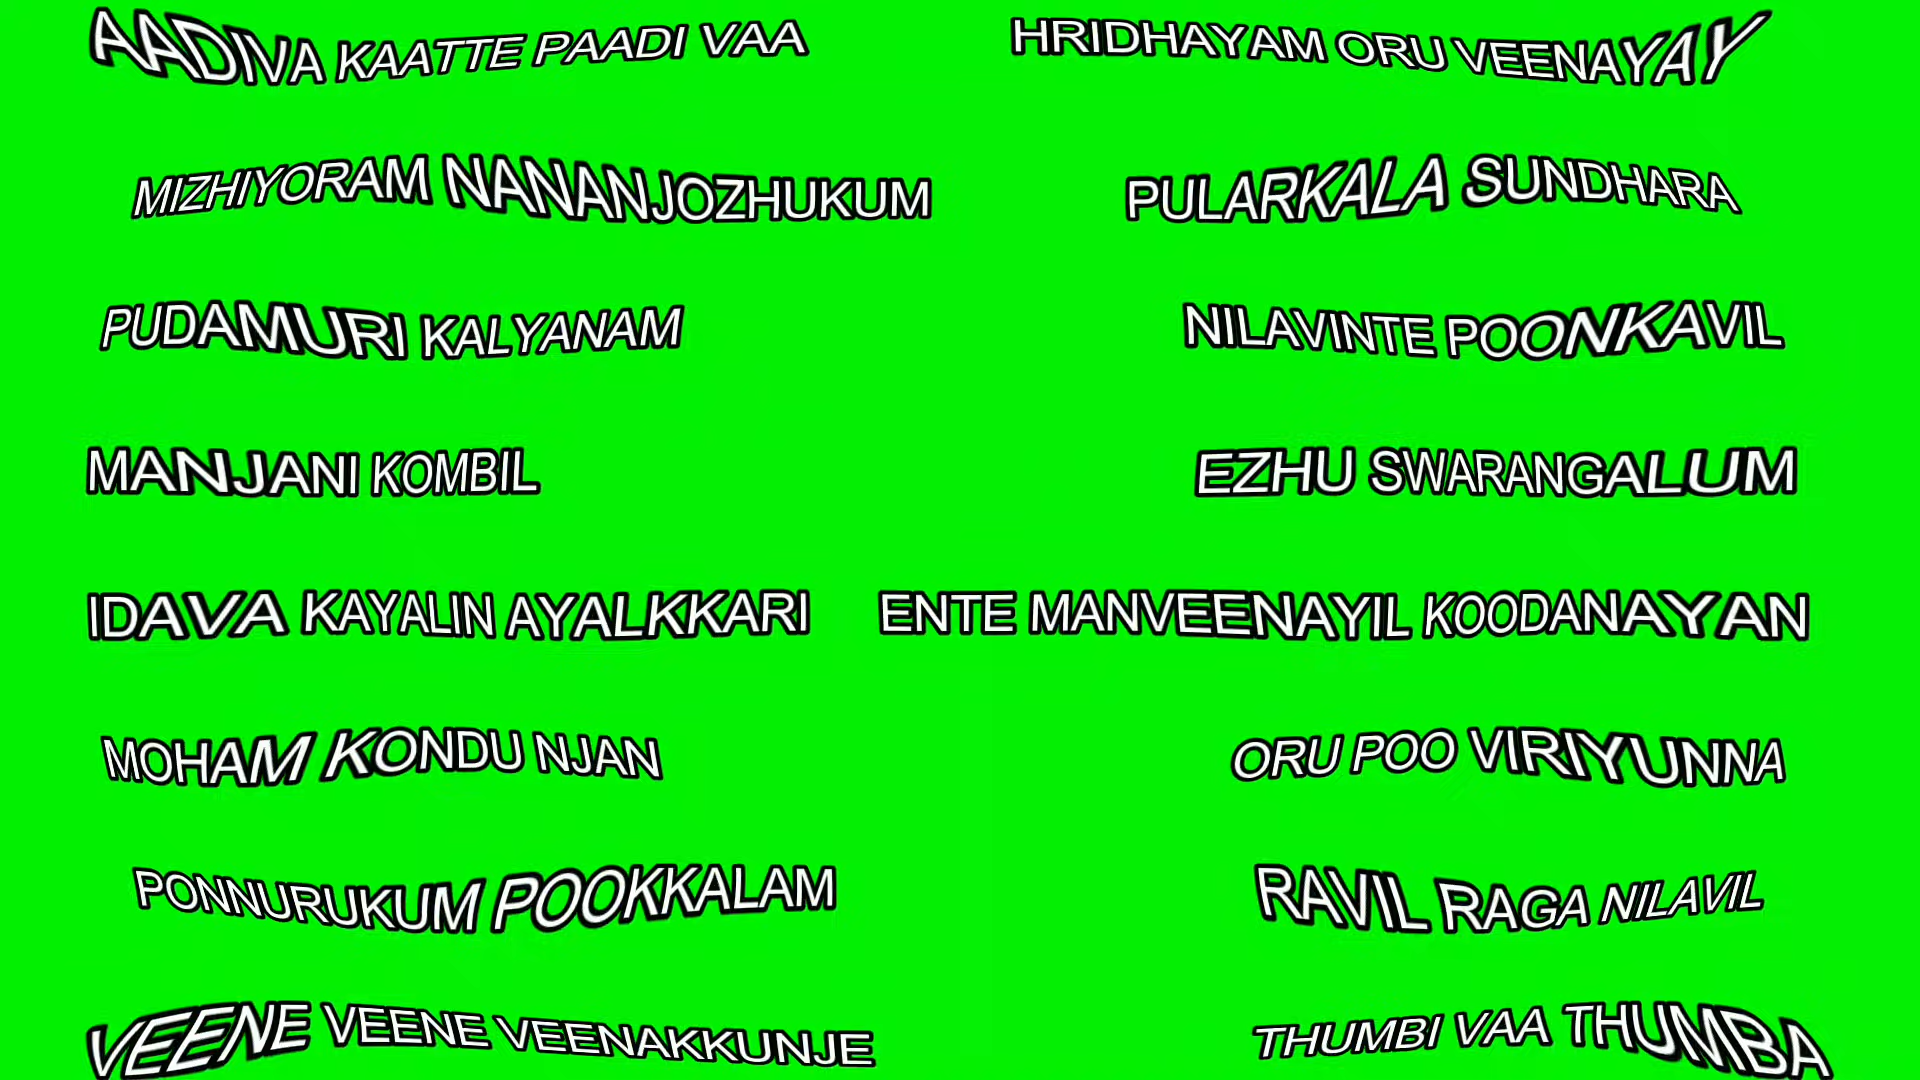 AADIVA KAATTE PAADI VAA
HRIDHAYAM ORU VEENAYAY
MIZHIYORAM NANANJOZHUKUM
PULARKALA SUNDHARA
PUDAMURI KALYANAM
NILAVINTE POONKAVIL
MANJANI KOMBIL
EZHU SWARANGALUM
IDAVA KAYALIN AYALKKARI
ENTE MANVEENAYIL KOODANAYAN
MOHAM KONDU NJAN
ORU POO VIRIYUNNA
PONNURUKUM POOKKALAM
RAVIL RAGA NILAVIL
VEENE VEENE VEENAKKUNJE
THUMBI VAA THUMBA